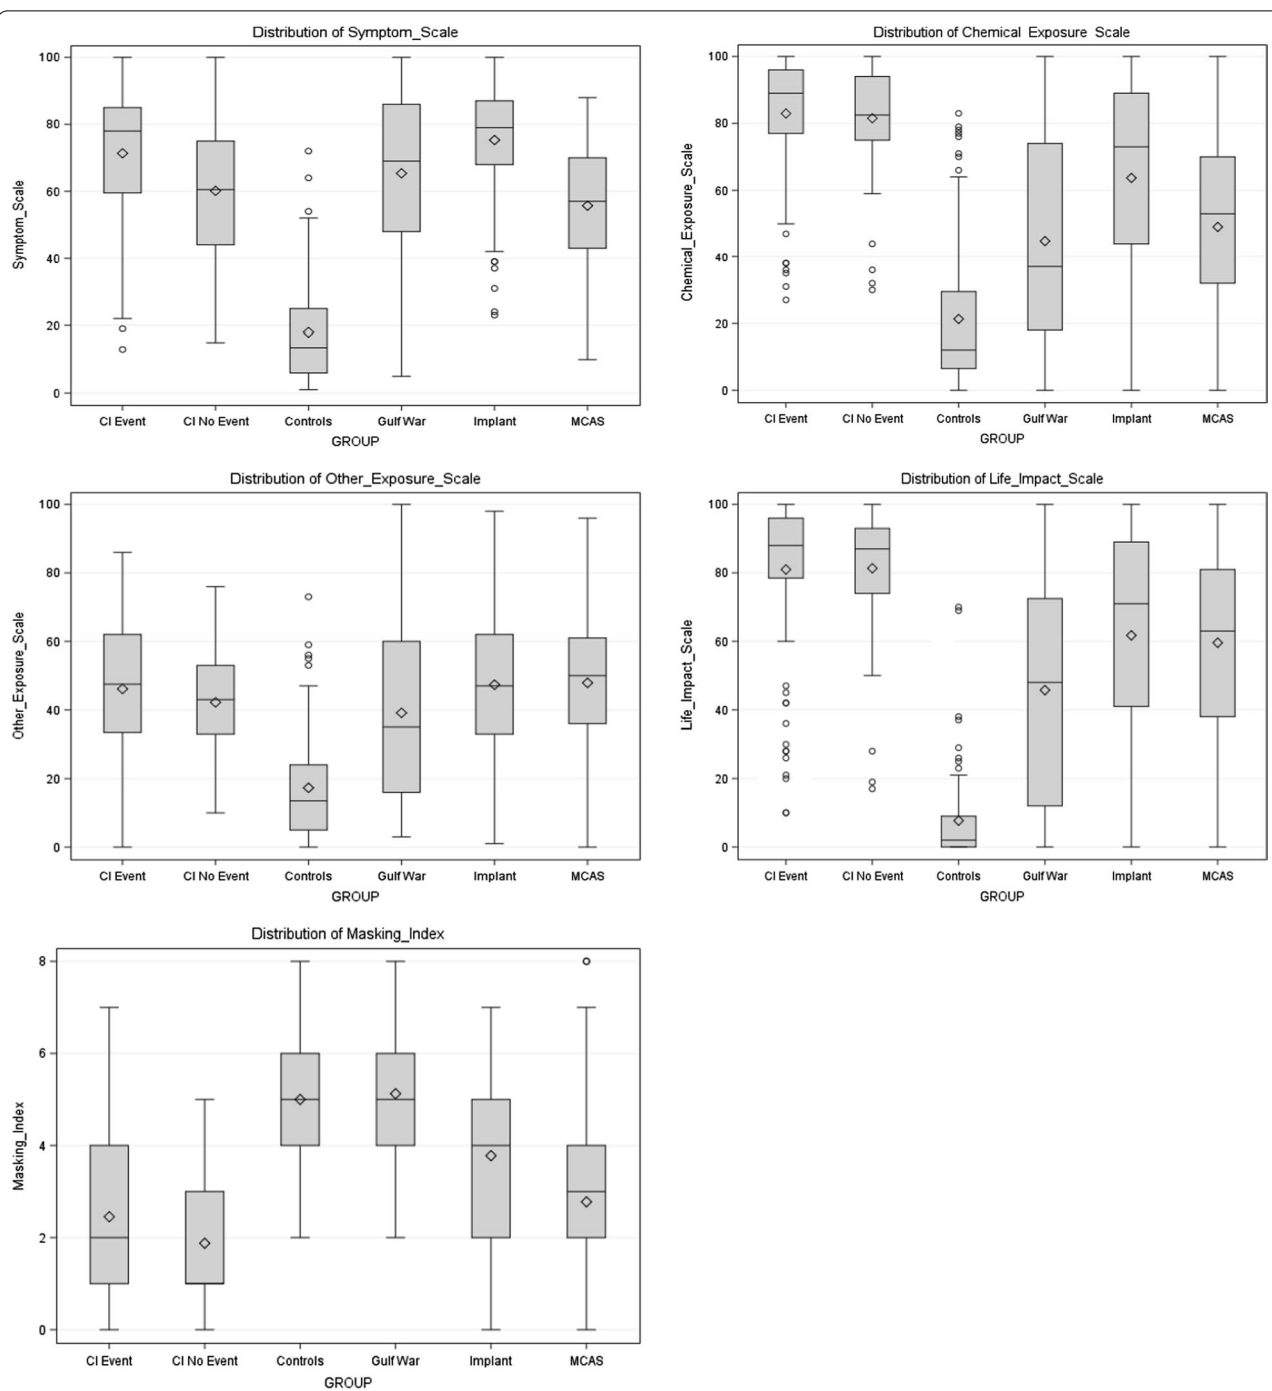 Distribution of Symptom_Scale
Symptom_Scale
100
80
60
40
20
0
CI Event CI No Event Controls Gulf War Implant MCAS
GROUP
Distribution of Chemical Exposure Scale
Chemical_Exposure_Scale
100
80
60
40
20
0
CI Event CI No Event Controls Gulf War Implant MCAS
GROUP
Distribution of Other_Exposure_Scale
Other_Exposure_Scale
100
80
60
40
20
0
CI Event CI No Event Controls Gulf War Implant MCAS
GROUP
Distribution of Life_Impact_Scale
Life_Impact_Scale
100
80
60
40
20
0
CI Event CI No Event Controls Gulf War Implant MCAS
GROUP
Distribution of Masking_Index
Masking_Index
8
6
4
2
0
CI Event CI No Event Controls Gulf War Implant MCAS
GROUP